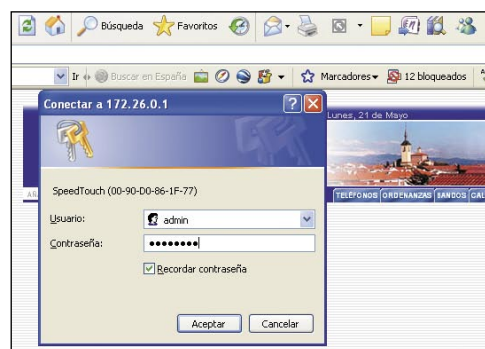 Búsqueda Favoritos
Ir Buscar en España Marcadores 12 bloqueados
Conectar a 172.26.0.1
Lunes, 21 de Mayo
TELÉFONOS ORDENANZAS BANDOS
SpeedTouch (00-90-D0-86-1F-77)
Usuario: admin
Contraseña: ●●●●●●●●
Recordar contraseña
Aceptar Cancelar